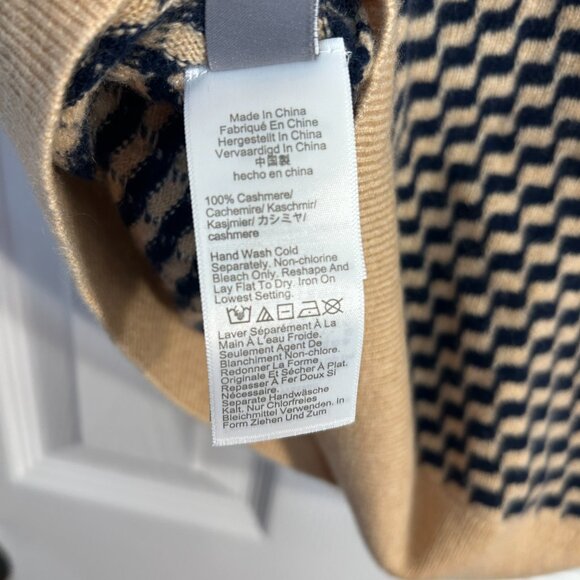 Made In China
Fabriqué En Chine
Hergestellt In China
Vervaardigd In China
中国製
hecho en china
100% Cashmere/
Cachemire/ Kaschmir/
Kasjmier/ カシミヤ/
cashmere
Hand Wash Cold
Separately. Non-chlorine
Bleach Only. Reshape And
Lay Flat To Dry. Iron On
Lowest Setting.
Laver Séparément À La
Main À L'eau Froide.
Seulement Agent De
Blanchiment Non-chlore.
Redonner La Forme
Originale Et Sécher À Plat.
Repasser À Fer Doux Si
Nécessaire.
Separate Handwäsche
Kalt. Nur Chlorfreies
Bleichmittel Verwenden. In
Form Ziehen Und Zum